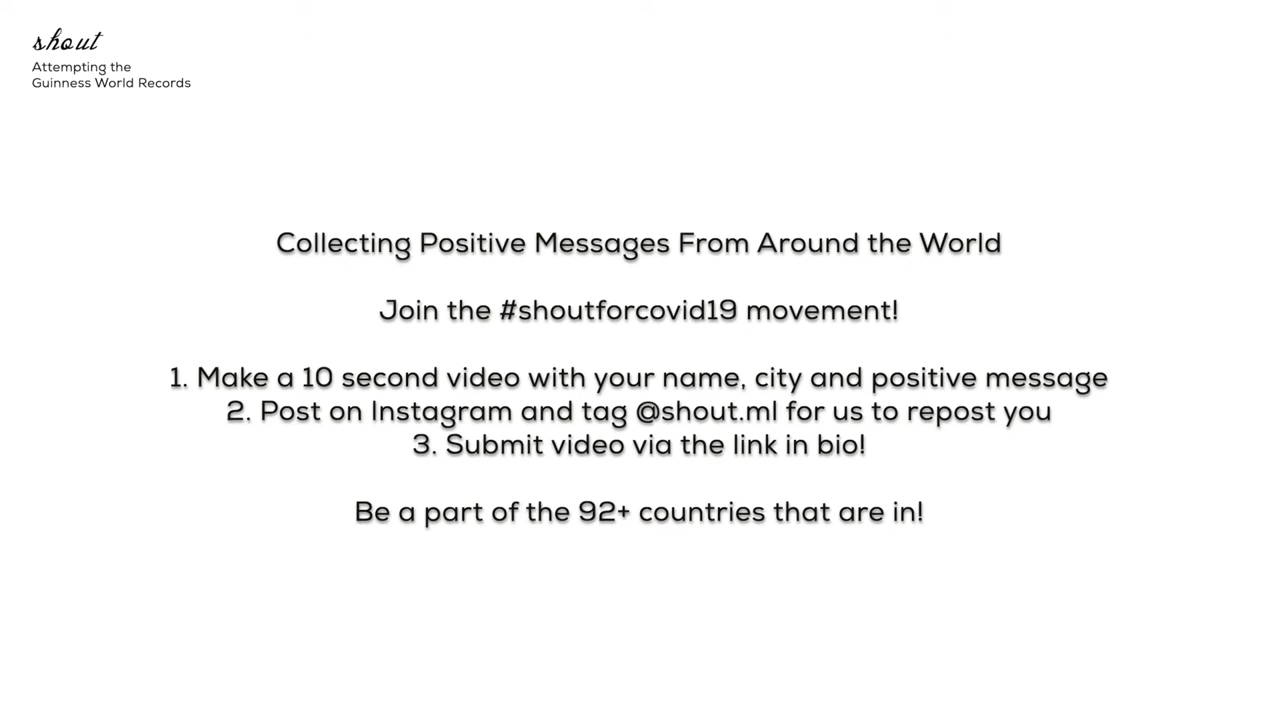 shout
Attempting the
Guinness World Records
Collecting Positive Messages From Around the World
Join the #shoutforcovid19 movement!
1. Make a 10 second video with your name, city and positive message
2. Post on Instagram and tag @shout.ml for us to repost you
3. Submit video via the link in bio!
Be a part of the 92+ countries that are in!